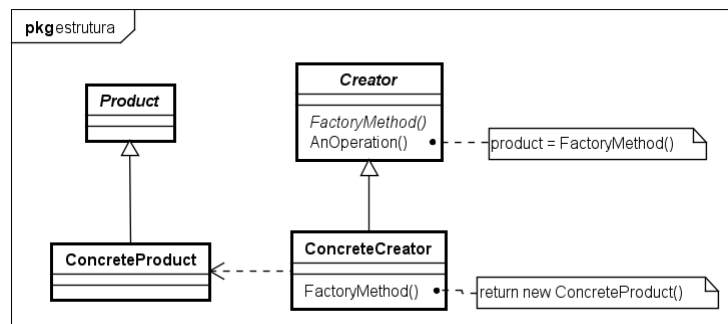 pkg estrutura
Creator
Product
FactoryMethod()
AnOperation()
product = FactoryMethod()
ConcreteProduct
ConcreteCreator
FactoryMethod()
return new ConcreteProduct()